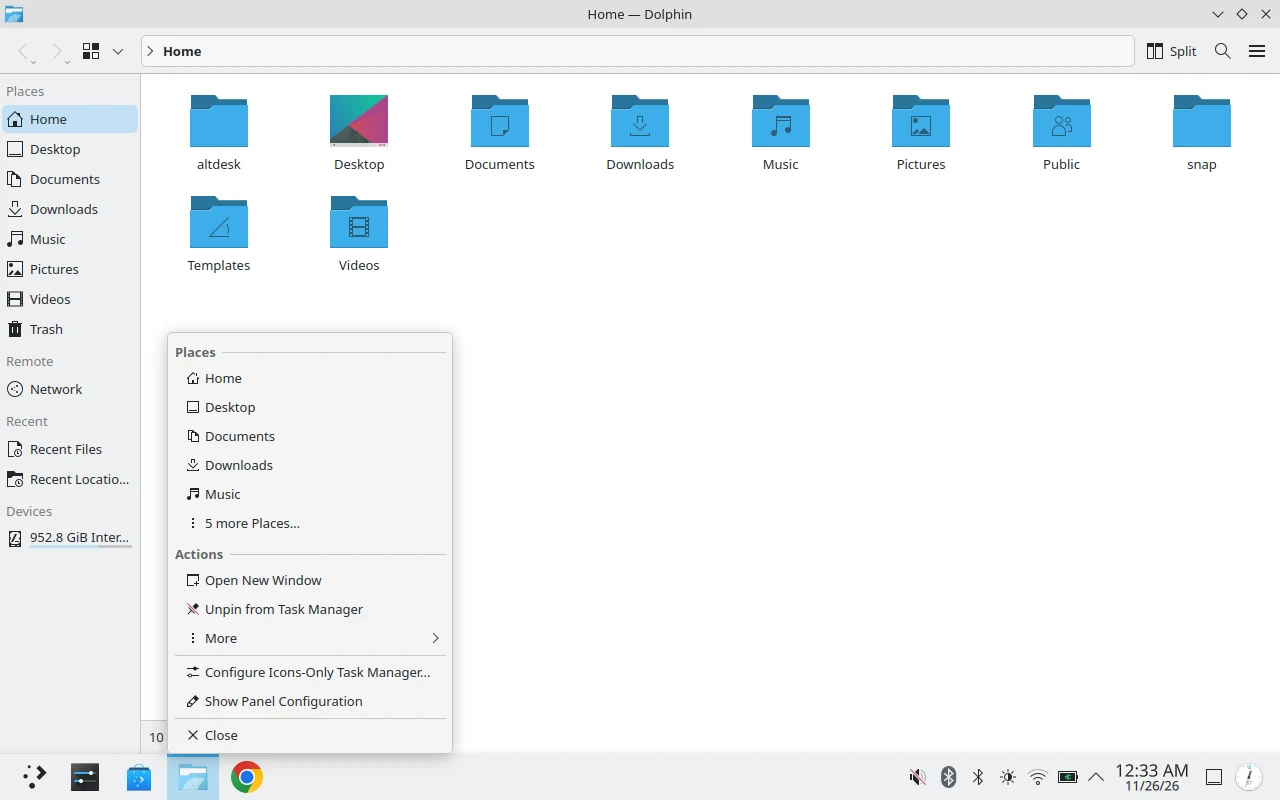 Home — Dolphin
Home
Split
Places
Home
Desktop
Documents
Downloads
Music
Pictures
Videos
Trash
Remote
Network
Recent
Recent Files
Recent Locatio...
Devices
952.8 GiB Inter...
altdesk
Desktop
Documents
Downloads
Music
Pictures
Public
snap
Templates
Videos
Places
Home
Desktop
Documents
Downloads
Music
5 more Places...
Actions
Open New Window
Unpin from Task Manager
More
Configure Icons-Only Task Manager...
Show Panel Configuration
Close
10
12:33 AM
11/26/26